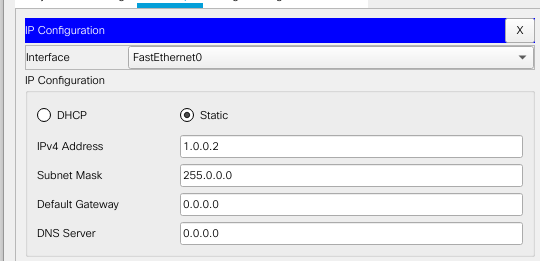 IP Configuration X
Interface FastEthernet0
IP Configuration
DHCP Static
IPv4 Address 1.0.0.2
Subnet Mask 255.0.0.0
Default Gateway 0.0.0.0
DNS Server 0.0.0.0